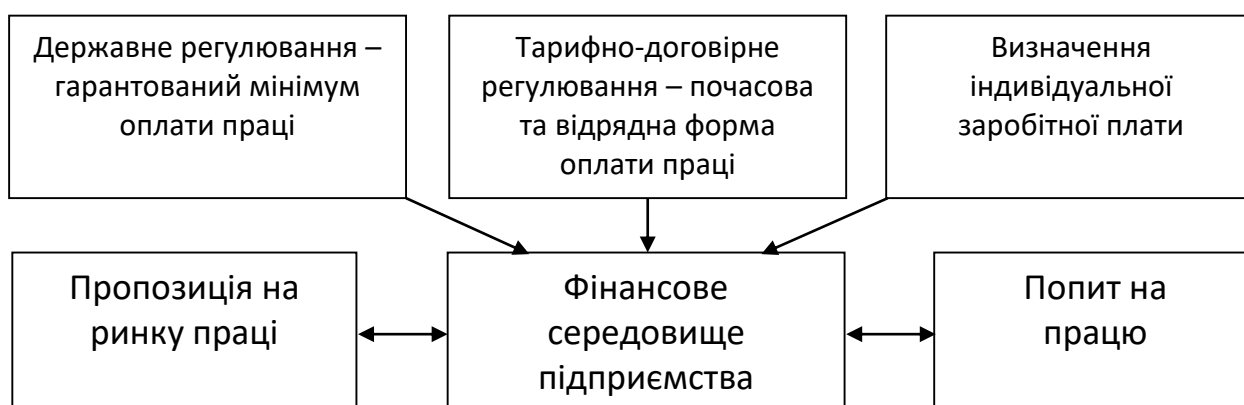 Державне регулювання –
гарантований мінімум
оплати праці
Тарифно-договірне
регулювання – почасова
та відрядна форма
оплати праці
Визначення
індивідуальної
заробітної плати
Пропозиція на
ринку праці
Фінансове
середовище
підприємства
Попит на
працю